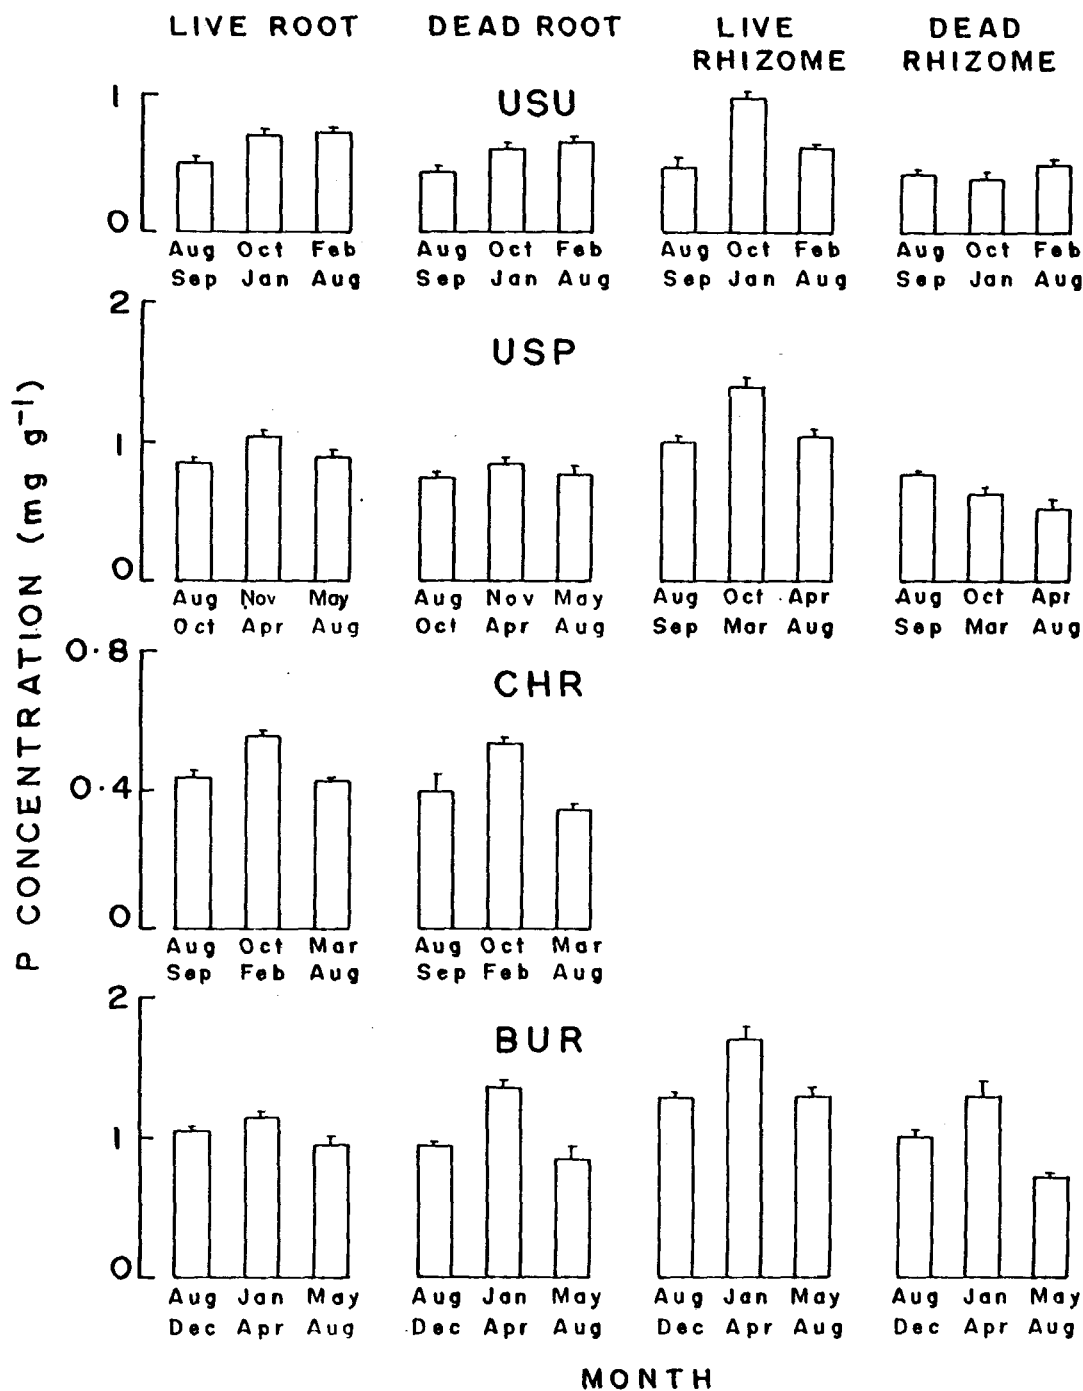 LIVE ROOT DEAD ROOT LIVE RHIZOME DEAD RHIZOME
P CONCENTRATION (mg g⁻¹)
USU
1
0
Aug Oct Feb Aug Oct Feb Aug Oct Feb Aug Oct Feb
Sep Jan Aug Sep Jan Aug Sep Jan Aug Sep Jan Aug
USP
2
1
0
Aug Nov May Aug Nov May Aug Oct Apr Aug Oct Apr
Oct Apr Aug Oct Apr Aug Sep Mar Aug Sep Mar Aug
CHR
0.8
0.4
0
Aug Oct Mar Aug Oct Mar
Sep Feb Aug Sep Feb Aug
BUR
2
1
0
Aug Jan May Aug Jan May Aug Jan May Aug Jan May
Dec Apr Aug Dec Apr Aug Dec Apr Aug Dec Apr Aug
MONTH